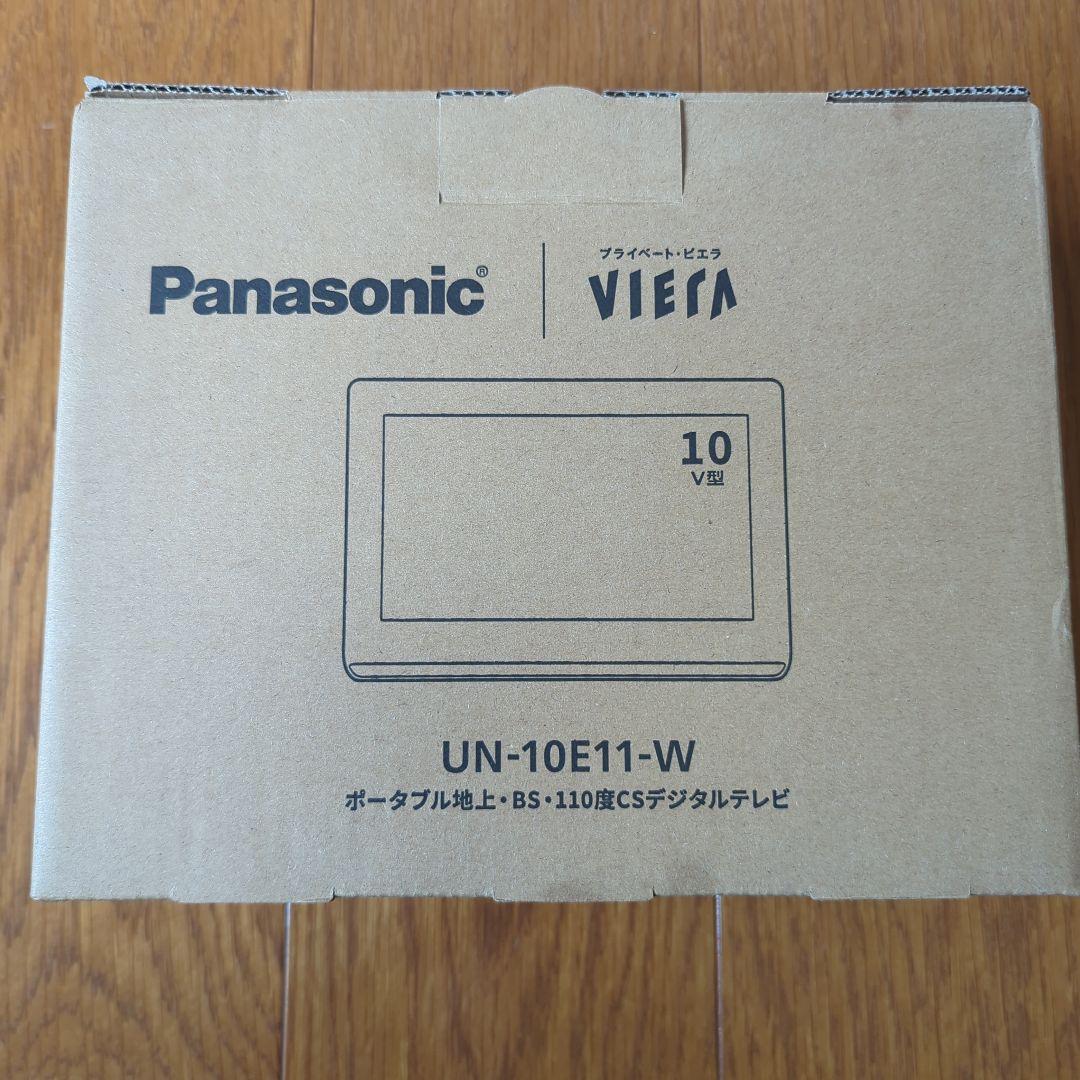 Panasonic®
プライベート・ビエラ
VIErA
10
V型
UN-10E11-W
ポータブル地上・BS・110度CSデジタルテレビ